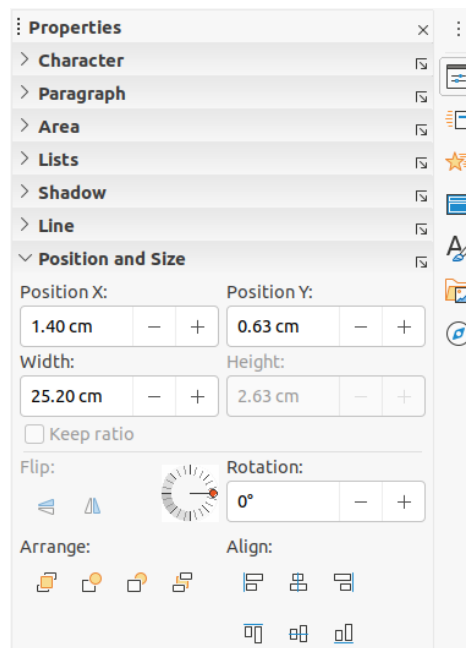 Properties
Character
Paragraph
Area
Lists
Shadow
Line
Position and Size
Position X: Position Y:
1.40 cm 0.63 cm
Width: Height:
25.20 cm 2.63 cm
Keep ratio
Flip: Rotation:
0°
Arrange: Align: